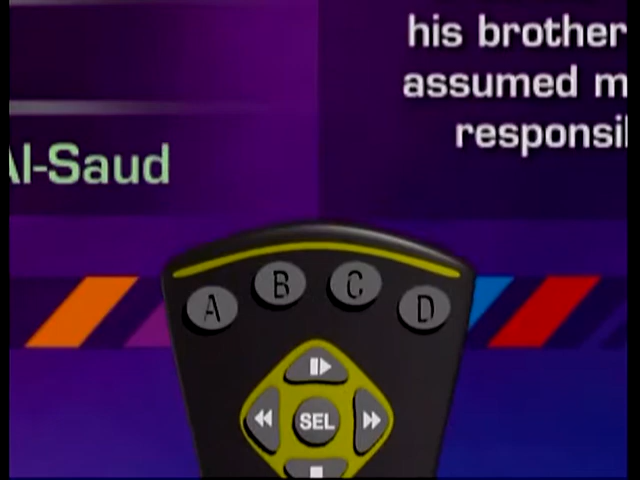 his brother
assumed m
responsi
Al-Saud
A B C D
SEL